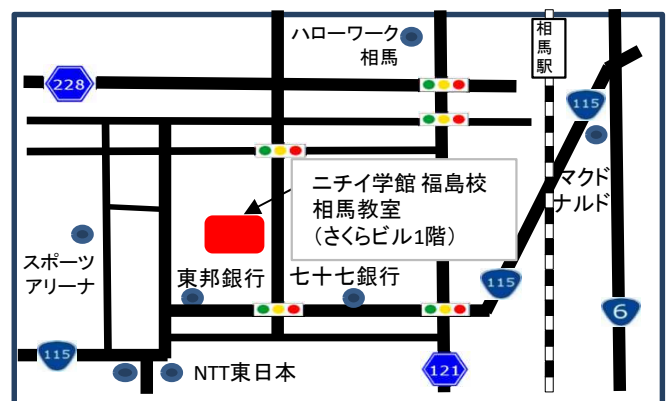 ハローワーク
相馬
相
馬
駅
228
115
マクド
ナルド
ニチイ学館 福島校
相馬教室
（さくらビル1階）
スポーツ
アリーナ
東邦銀行
七十七銀行
115
6
115
NTT東日本
121